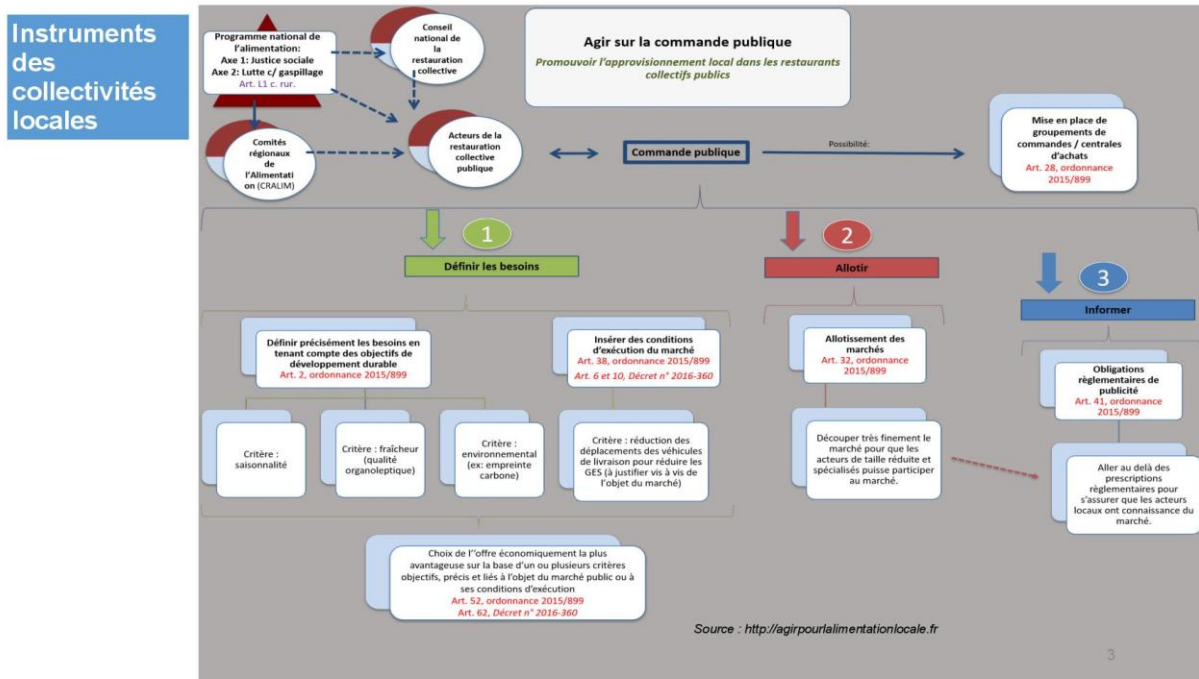 Instruments
des
collectivités
locales
Programme national de
l'alimentation:
Axe 1: Justice sociale
Axe 2: Lutte c/ gaspillage
Art. L1 c. rur.
Conseil
national de
la
restauration
collective
Agir sur la commande publique
Promouvoir l'approvisionnement local dans les restaurants
collectifs publics
Comités
régionaux
de
l'Alimentati
on (CRALIM)
Acteurs de la
restauration
collective
publique
Commande publique
Possibilité:
Mise en place de
groupements de
commandes / centrales
d'achats
Art. 28, ordonnance
2015/899
1
Définir les besoins
2
Allotir
3
Informer
Définir précisément les besoins en
tenant compte des objectifs de
développement durable
Art. 2, ordonnance 2015/899
Insérer des conditions
d'exécution du marché
Art. 38, ordonnance 2015/899
Art. 6 et 10, Décret n° 2016-360
Allotissement des
marchés
Art. 32, ordonnance
2015/899
Obligations
règlementaires de
publicité
Art. 41, ordonnance
2015/899
Critère :
saisonnalité
Critère : fraîcheur
(qualité
organoleptique)
Critère :
environnemental
(ex: empreinte
carbone)
Critère : réduction des
déplacements des véhicules
de livraison pour réduire les
GES (à justifier vis à vis de
l'objet du marché)
Découper très finement le
marché pour que les
acteurs de taille réduite et
spécialisés puisse participer
au marché.
Aller au delà des
prescriptions
règlementaires pour
s'assurer que les acteurs
locaux ont connaissance du
marché.
Choix de l''offre économiquement la plus
avantageuse sur la base d'un ou plusieurs critères
objectifs, précis et liés à l'objet du marché public ou à
ses conditions d'exécution
Art. 52, ordonnance 2015/899
Art. 62, Décret n° 2016-360
Source : http://agirpourlalimentationlocale.fr
3